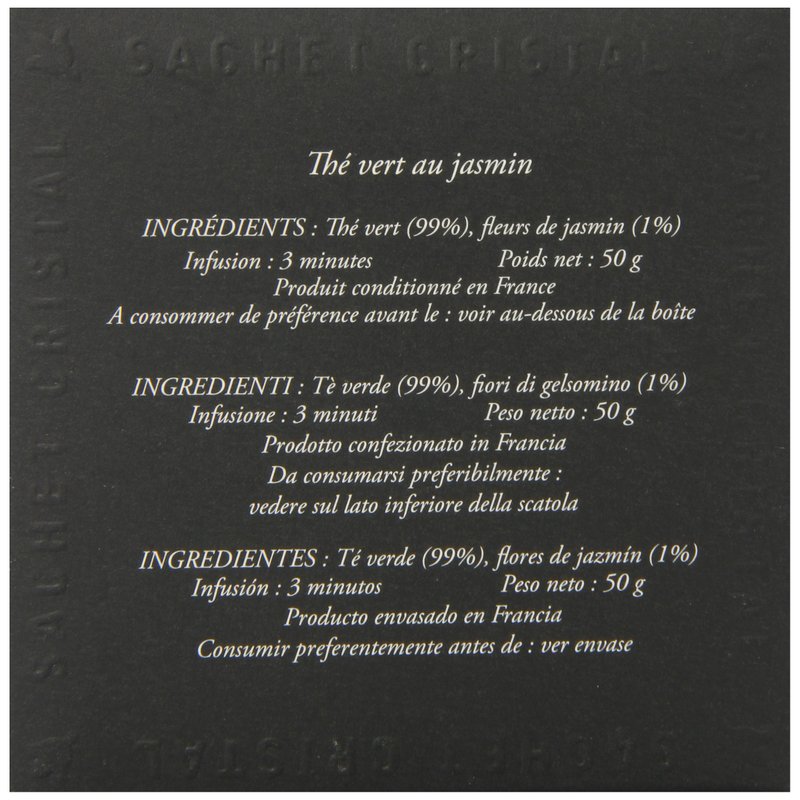 SACHET CRISTAL
Thé vert au jasmin
INGRÉDIENTS : Thé vert (99%), fleurs de jasmin (1%)
Infusion : 3 minutes Poids net : 50 g
Produit conditionné en France
A consommer de préférence avant le : voir au-dessous de la boîte
INGREDIENTI : Tè verde (99%), fiori di gelsomino (1%)
Infusione : 3 minuti Peso netto : 50 g
Prodotto confezionato in Francia
Da consumarsi preferibilmente :
vedere sul lato inferiore della scatola
INGREDIENTES : Té verde (99%), flores de jazmín (1%)
Infusión : 3 minutos Peso neto : 50 g
Producto envasado en Francia
Consumir preferentemente antes de : ver envase
SACHET CRISTAL
SACHET CRISTAL